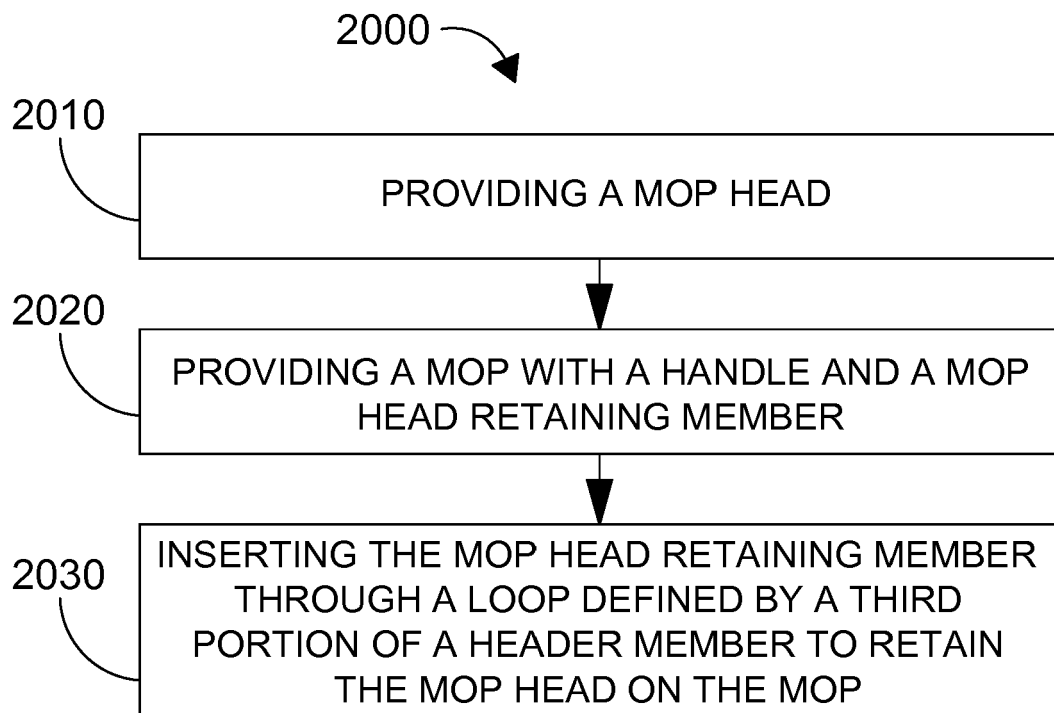 2000
2010
PROVIDING A MOP HEAD
2020
PROVIDING A MOP WITH A HANDLE AND A MOP
HEAD RETAINING MEMBER
2030
INSERTING THE MOP HEAD RETAINING MEMBER
THROUGH A LOOP DEFINED BY A THIRD
PORTION OF A HEADER MEMBER TO RETAIN
THE MOP HEAD ON THE MOP